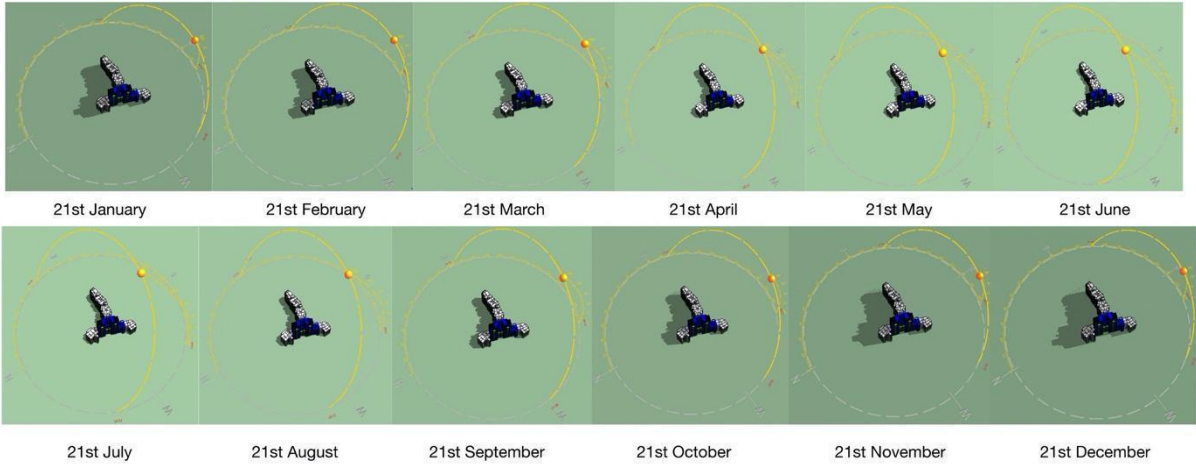 21st January
21st February
21st March
21st April
21st May
21st June
21st July
21st August
21st September
21st October
21st November
21st December